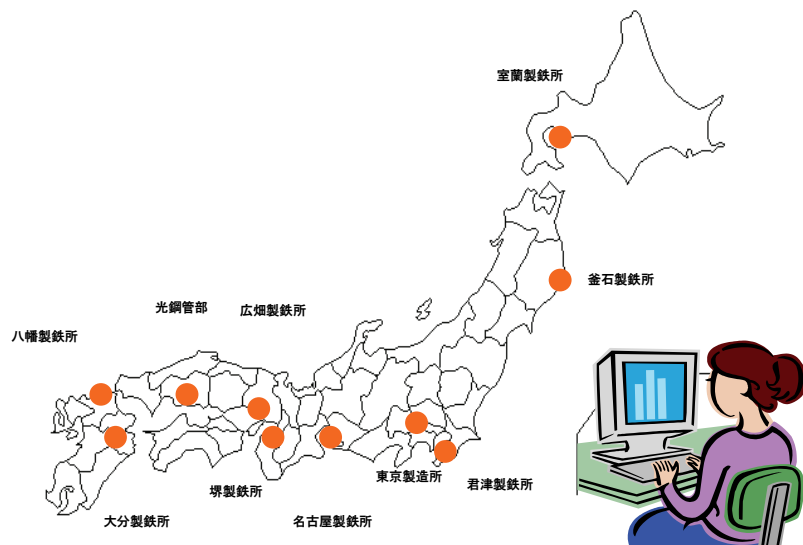 室蘭製鉄所
釜石製鉄所
光鋼管部
広畑製鉄所
八幡製鉄所
東京製造所
君津製鉄所
堺製鉄所
大分製鉄所
名古屋製鉄所